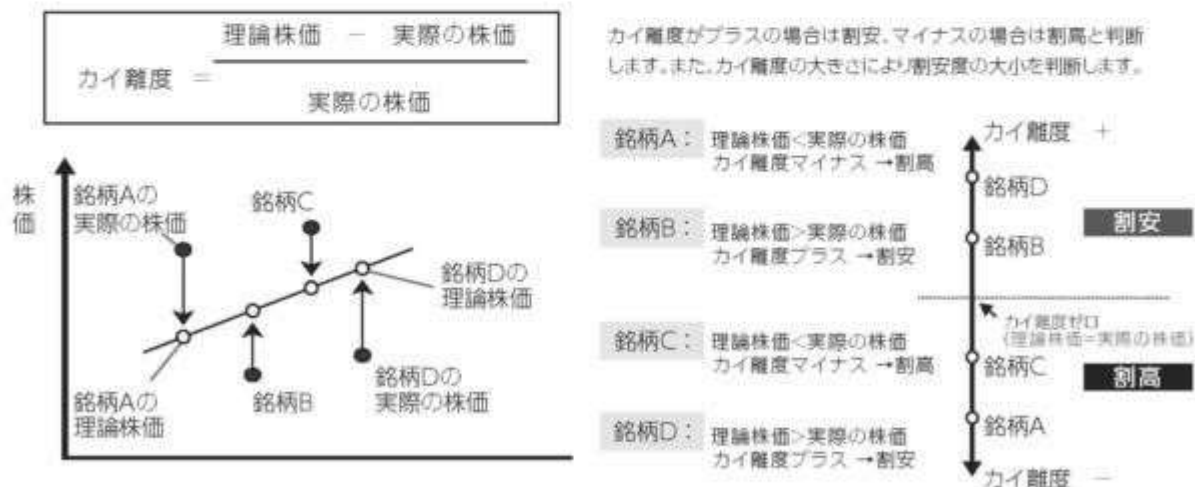 カイ離度 = 理論株価 － 実際の株価
実際の株価
カイ離度がプラスの場合は割安、マイナスの場合は割高と判断
します。また、カイ離度の大きさにより割安度の大小を判断します。
株価
銘柄Aの
実際の株価
銘柄C
銘柄Dの
理論株価
銘柄Aの
理論株価
銘柄B
銘柄Dの
実際の株価
銘柄A： 理論株価<実際の株価
カイ離度マイナス →割高
銘柄B： 理論株価>実際の株価
カイ離度プラス →割安
銘柄C： 理論株価<実際の株価
カイ離度マイナス →割高
銘柄D： 理論株価>実際の株価
カイ離度プラス →割安
カイ離度 ＋
銘柄D
割安
銘柄B
カイ離度ゼロ
(理論株価=実際の株価)
銘柄C
割高
銘柄A
カイ離度 －